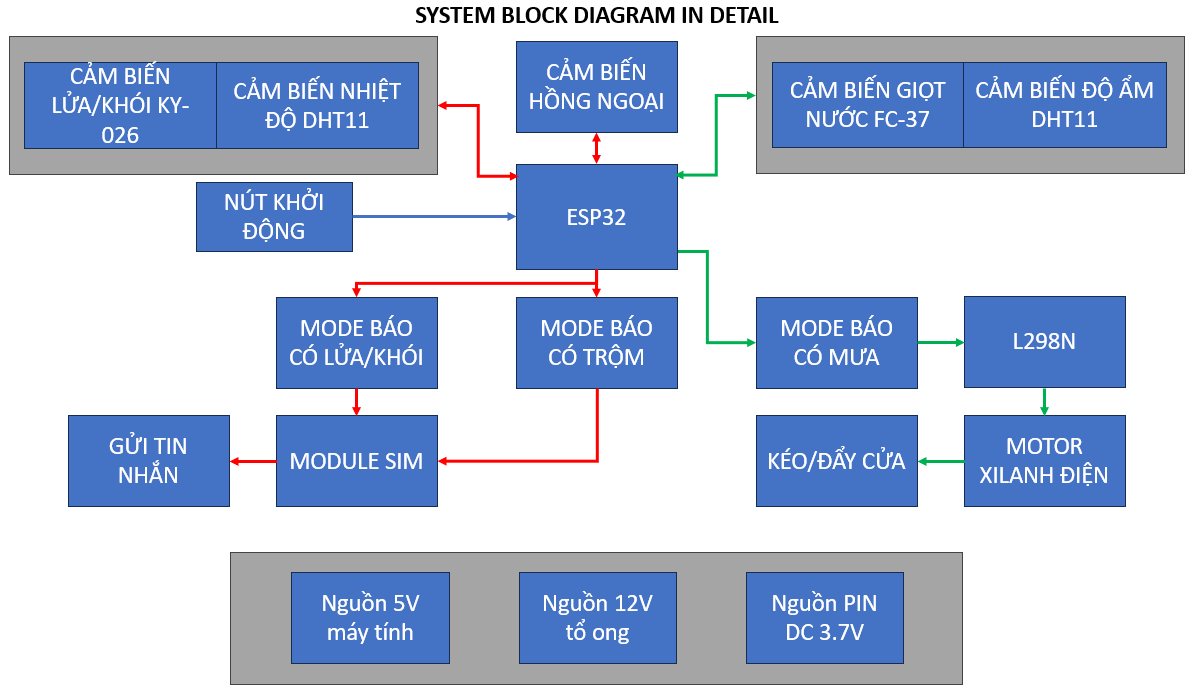 SYSTEM BLOCK DIAGRAM IN DETAIL
CẢM BIẾN
LỬA/KHÓI KY-
026
CẢM BIẾN NHIỆT
ĐỘ DHT11
CẢM BIẾN
HỒNG NGOẠI
CẢM BIẾN GIỌT
NƯỚC FC-37
CẢM BIẾN ĐỘ ẨM
DHT11
NÚT KHỞI
ĐỘNG
ESP32
MODE BÁO
CÓ LỬA/KHÓI
MODE BÁO
CÓ TRỘM
MODE BÁO
CÓ MƯA
L298N
GỬI TIN
NHẮN
MODULE SIM
KÉO/ĐẨY CỬA
MOTOR
XILANH ĐIỆN
Nguồn 5V
máy tính
Nguồn 12V
tổ ong
Nguồn PIN
DC 3.7V